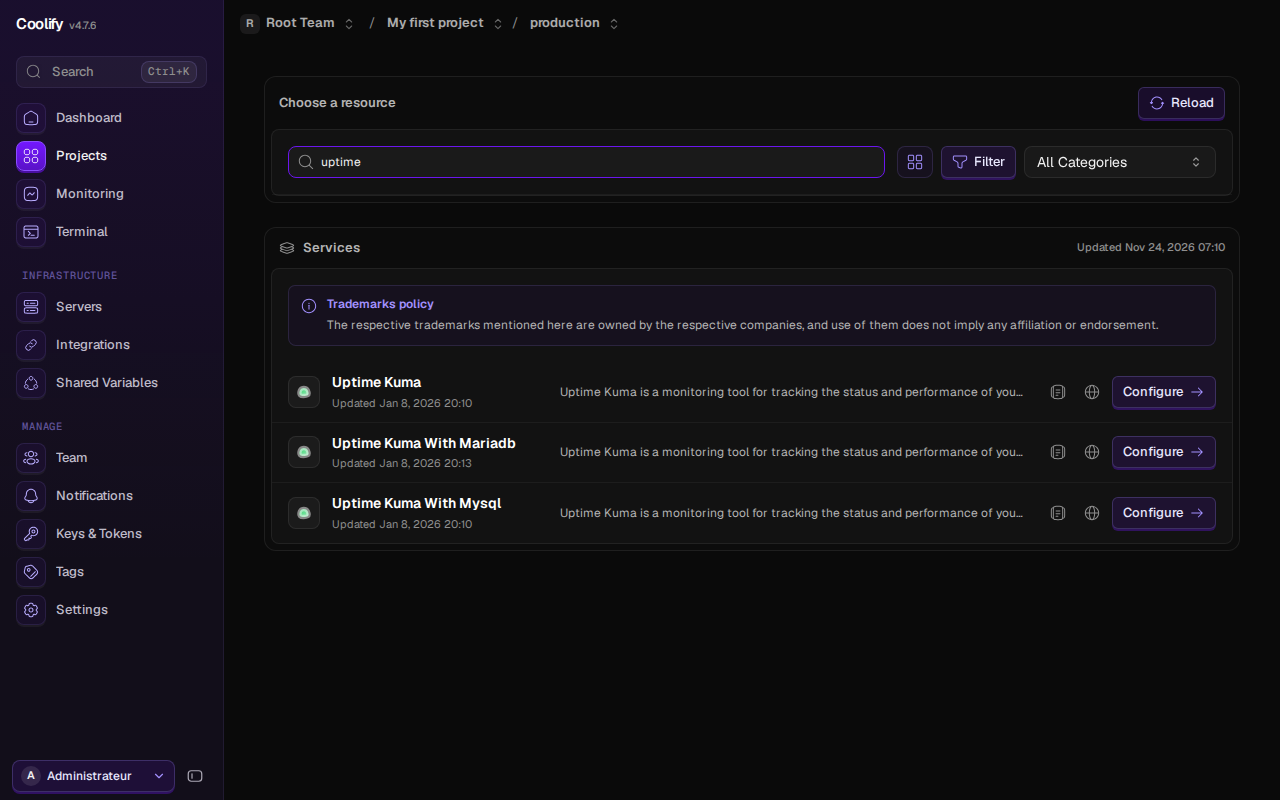 Coolify v4.7.6
Search Ctrl+K
Dashboard
Projects
Monitoring
Terminal
INFRASTRUCTURE
Servers
Integrations
Shared Variables
MANAGE
Team
Notifications
Keys & Tokens
Tags
Settings
A Administrateur
R Root Team / My first project / production
Choose a resource
Reload
uptime
Filter
All Categories
Services
Updated Nov 24, 2026 07:10
Trademarks policy
The respective trademarks mentioned here are owned by the respective companies, and use of them does not imply any affiliation or endorsement.
Uptime Kuma
Updated Jan 8, 2026 20:10
Uptime Kuma is a monitoring tool for tracking the status and performance of you...
Configure
Uptime Kuma With Mariadb
Updated Jan 8, 2026 20:13
Uptime Kuma is a monitoring tool for tracking the status and performance of you...
Configure
Uptime Kuma With Mysql
Updated Jan 8, 2026 20:10
Uptime Kuma is a monitoring tool for tracking the status and performance of you...
Configure